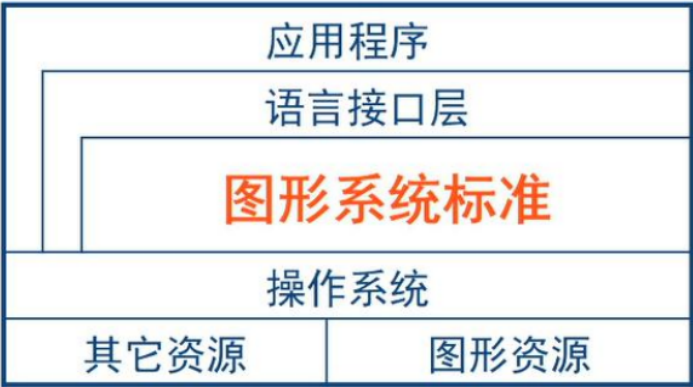 应用程序
语言接口层
图形系统标准
操作系统
其它资源
图形资源